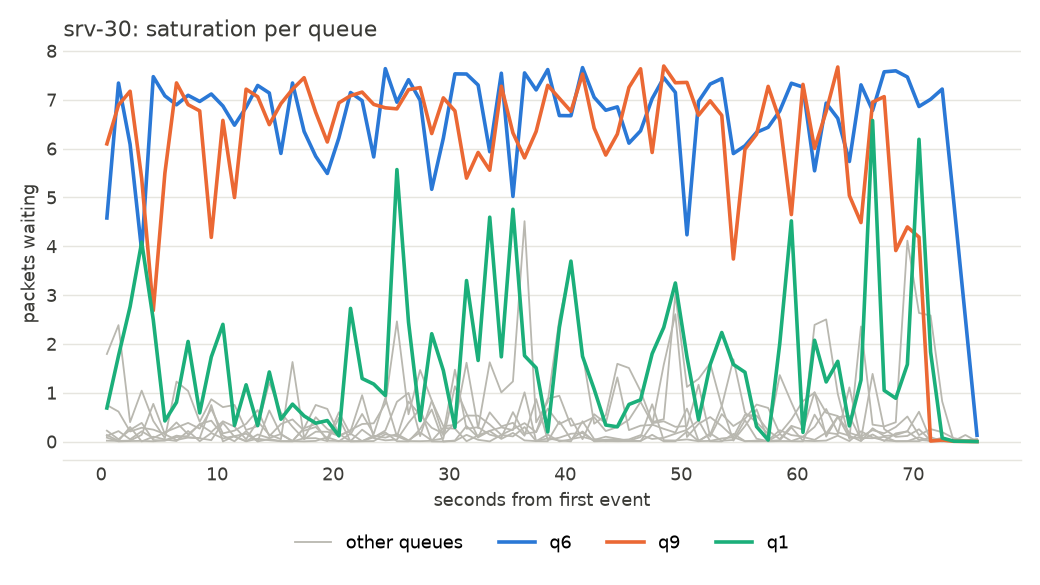 srv-30: saturation per queue
packets waiting
8
7
6
5
4
3
2
1
0
0 10 20 30 40 50 60 70
seconds from first event
other queues q6 q9 q1